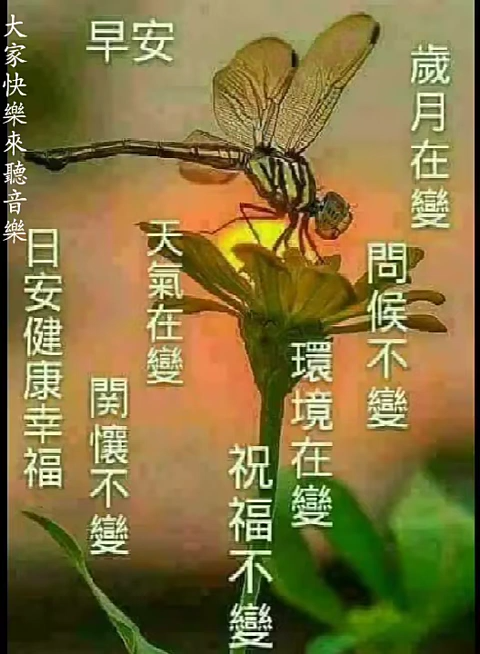 早安
歲月在變
問候不變
環境在變
祝福不變
天氣在變
関懷不變
日安健康幸福
大家快樂來聽音樂